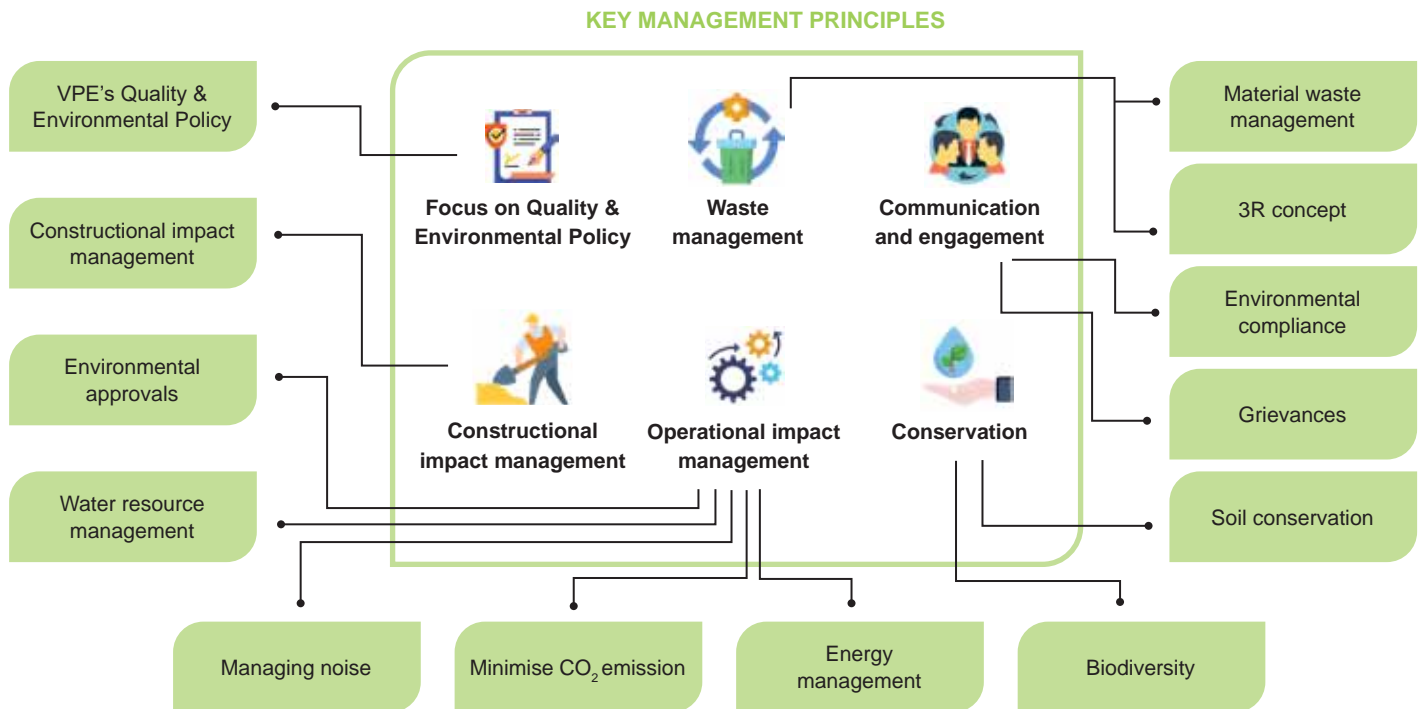 KEY MANAGEMENT PRINCIPLES
VPE's Quality &
Environmental Policy
Constructional impact
management
Environmental
approvals
Water resource
management
Focus on Quality &
Environmental Policy
Waste
management
Communication
and engagement
Constructional
impact management
Operational impact
management
Conservation
Material waste
management
3R concept
Environmental
compliance
Grievances
Soil conservation
Managing noise
Minimise CO₂ emission
Energy
management
Biodiversity